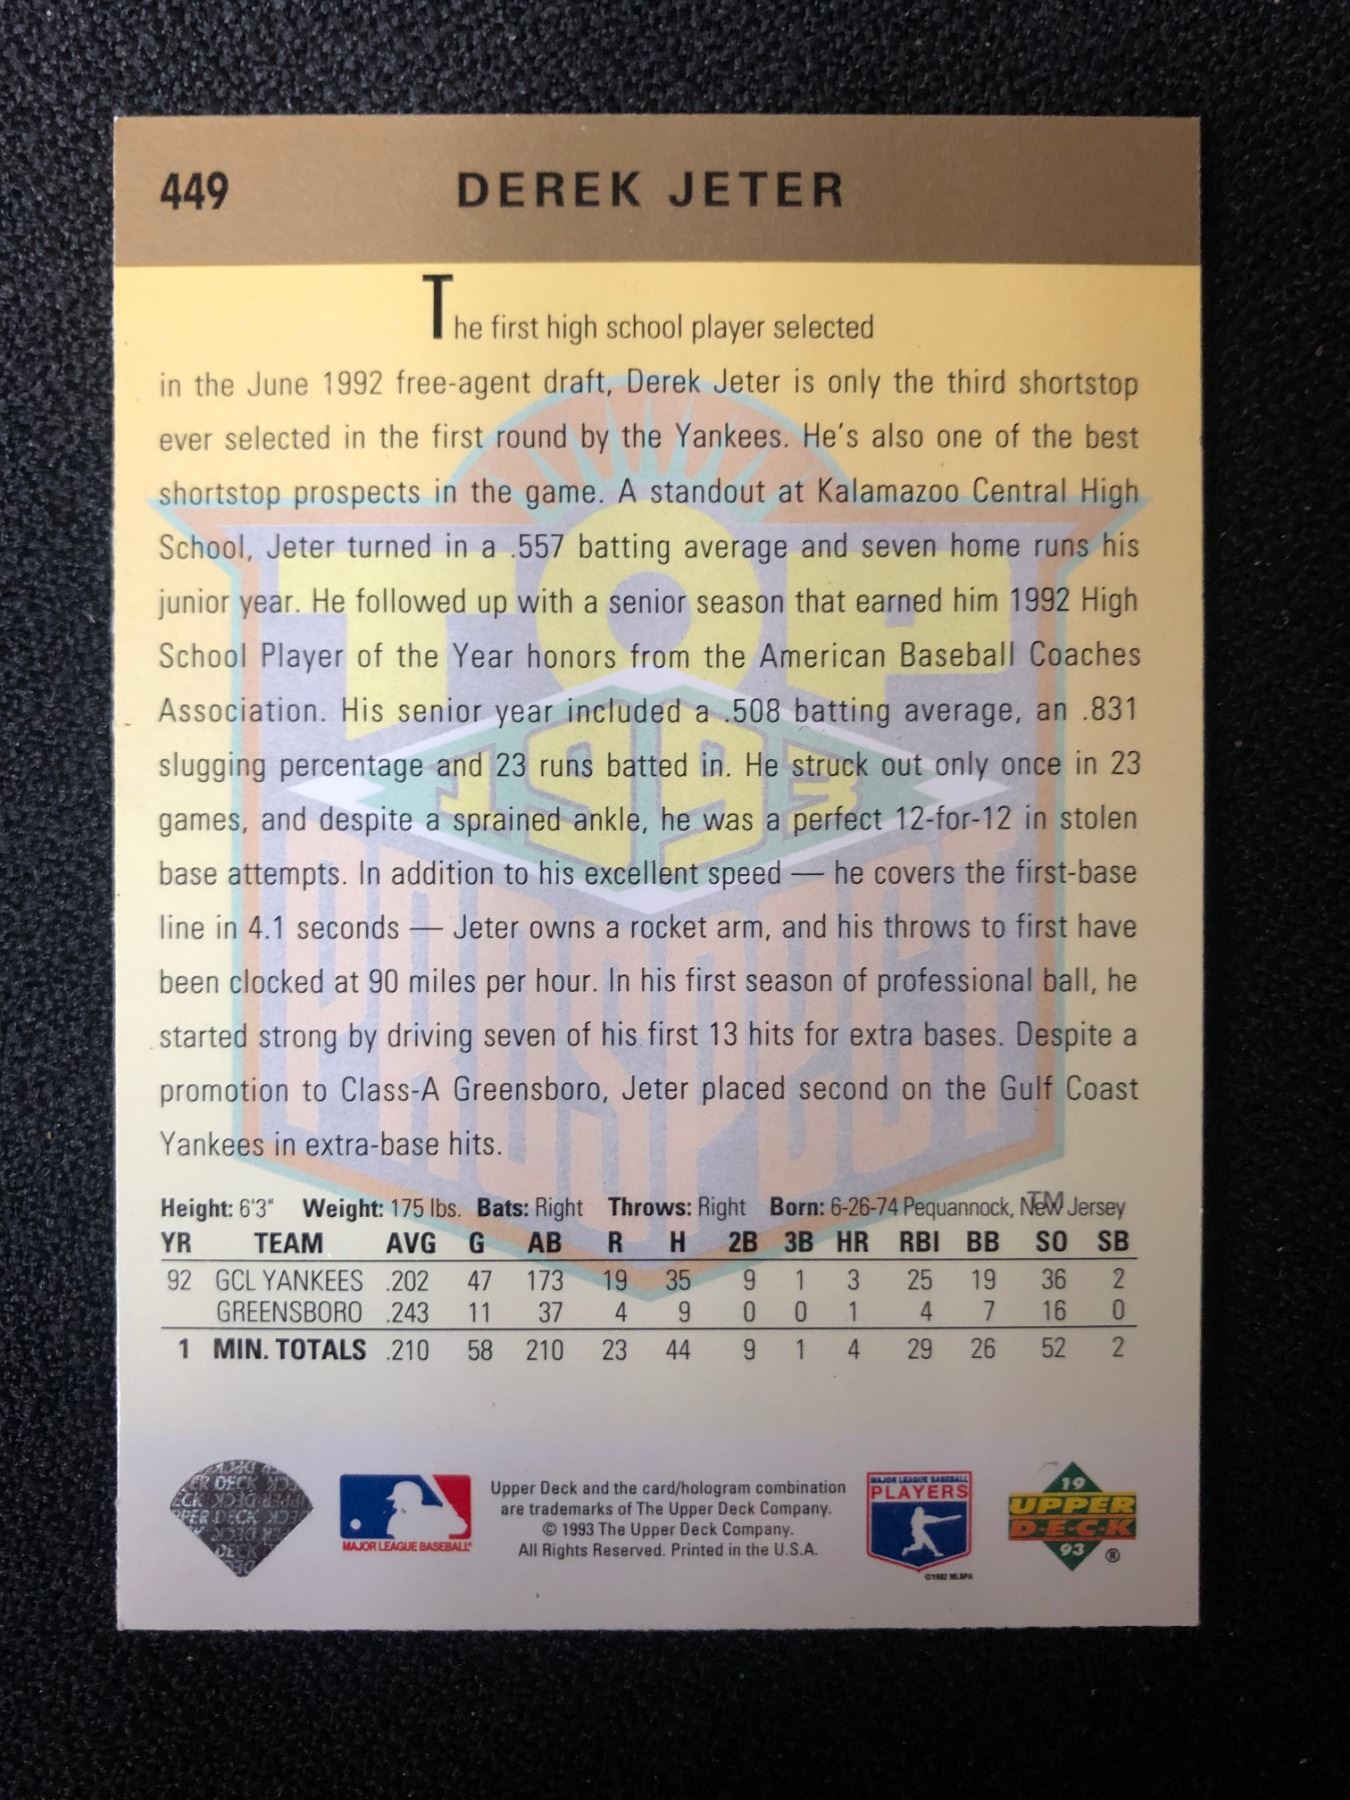 449 DEREK JETER
The first high school player selected
in the June 1992 free-agent draft, Derek Jeter is only the third shortstop
ever selected in the first round by the Yankees. He's also one of the best
shortstop prospects in the game. A standout at Kalamazoo Central High
School, Jeter turned in a .557 batting average and seven home runs his
junior year. He followed up with a senior season that earned him 1992 High
School Player of the Year honors from the American Baseball Coaches
Association. His senior year included a .508 batting average, an .831
slugging percentage and 23 runs batted in. He struck out only once in 23
games, and despite a sprained ankle, he was a perfect 12-for-12 in stolen
base attempts. In addition to his excellent speed — he covers the first-base
line in 4.1 seconds — Jeter owns a rocket arm, and his throws to first have
been clocked at 90 miles per hour. In his first season of professional ball, he
started strong by driving seven of his first 13 hits for extra bases. Despite a
promotion to Class-A Greensboro, Jeter placed second on the Gulf Coast
Yankees in extra-base hits.
TOP
1993
PROSPECT
TM
Height: 6'3" Weight: 175 lbs. Bats: Right Throws: Right Born: 6-26-74 Pequannock, New Jersey
YR TEAM AVG G AB R H 2B 3B HR RBI BB SO SB
92 GCL YANKEES .202 47 173 19 35 9 1 3 25 19 36 2
GREENSBORO .243 11 37 4 9 0 0 1 4 7 16 0
1 MIN. TOTALS .210 58 210 23 44 9 1 4 29 26 52 2
UPPER DECK
MAJOR LEAGUE BASEBALL
Upper Deck and the card/hologram combination
are trademarks of The Upper Deck Company.
© 1993 The Upper Deck Company.
All Rights Reserved. Printed in the U.S.A.
MAJOR LEAGUE BASEBALL
PLAYERS
©1992 MLBPA
19
UPPER
D·E·C·K
93 ®